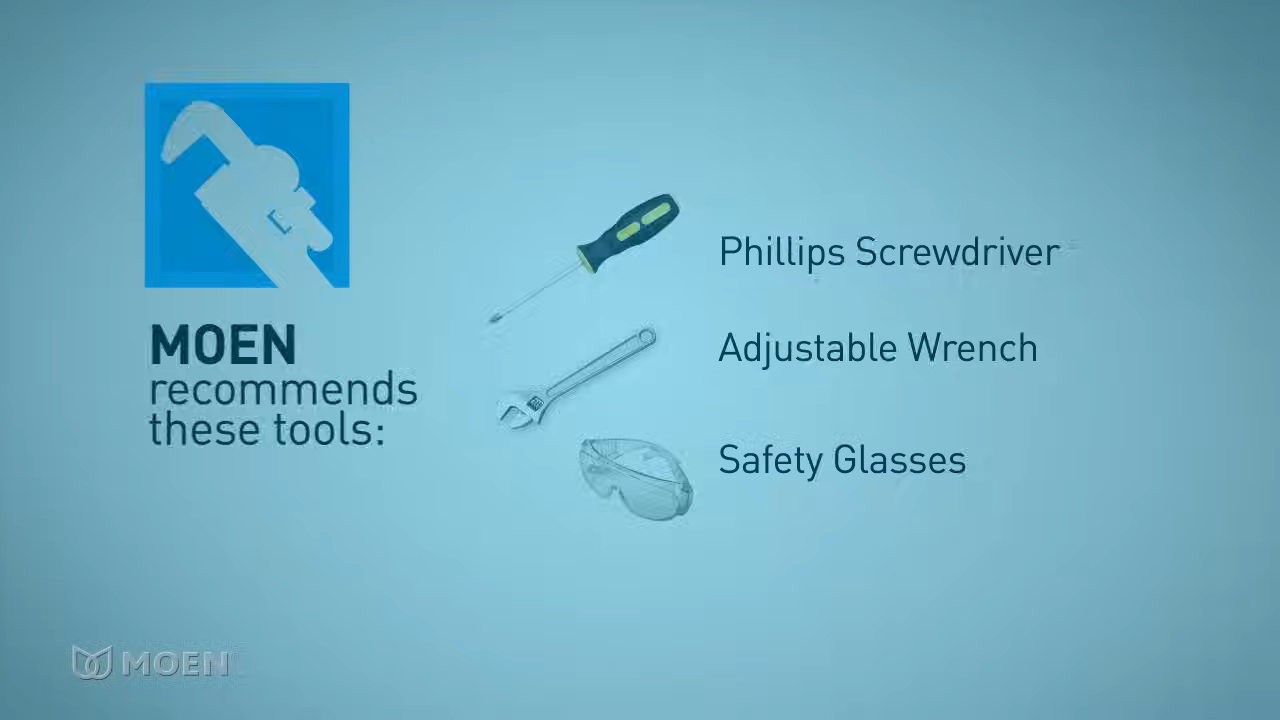 MOEN
recommends
these tools:
Phillips Screwdriver
Adjustable Wrench
Safety Glasses
MOEN